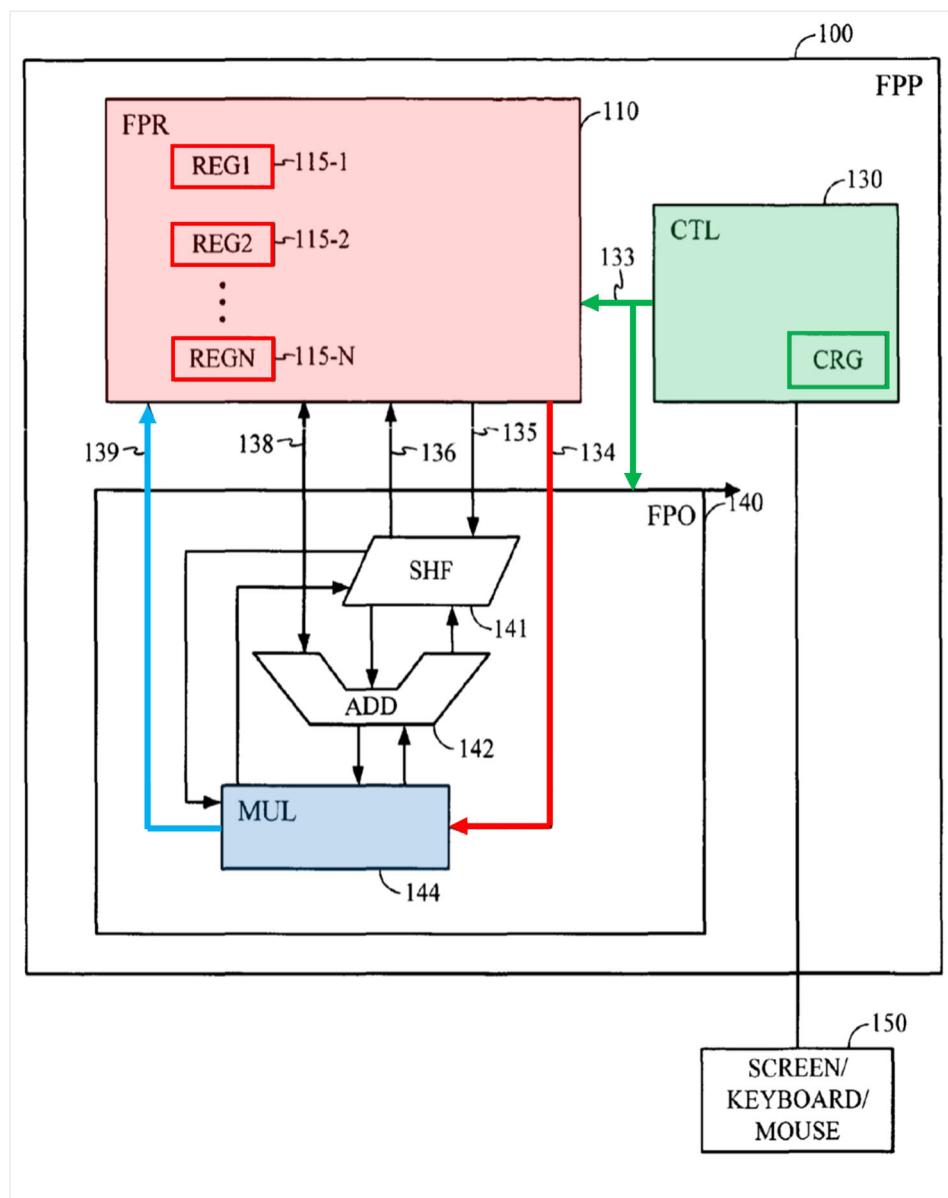 100
FPP
FPR
110
REG1
115-1
130
CTL
REG2
115-2
133
REGN
115-N
CRG
139
138
136
135
134
FPO
140
SHF
141
ADD
142
MUL
144
150
SCREEN/
KEYBOARD/
MOUSE